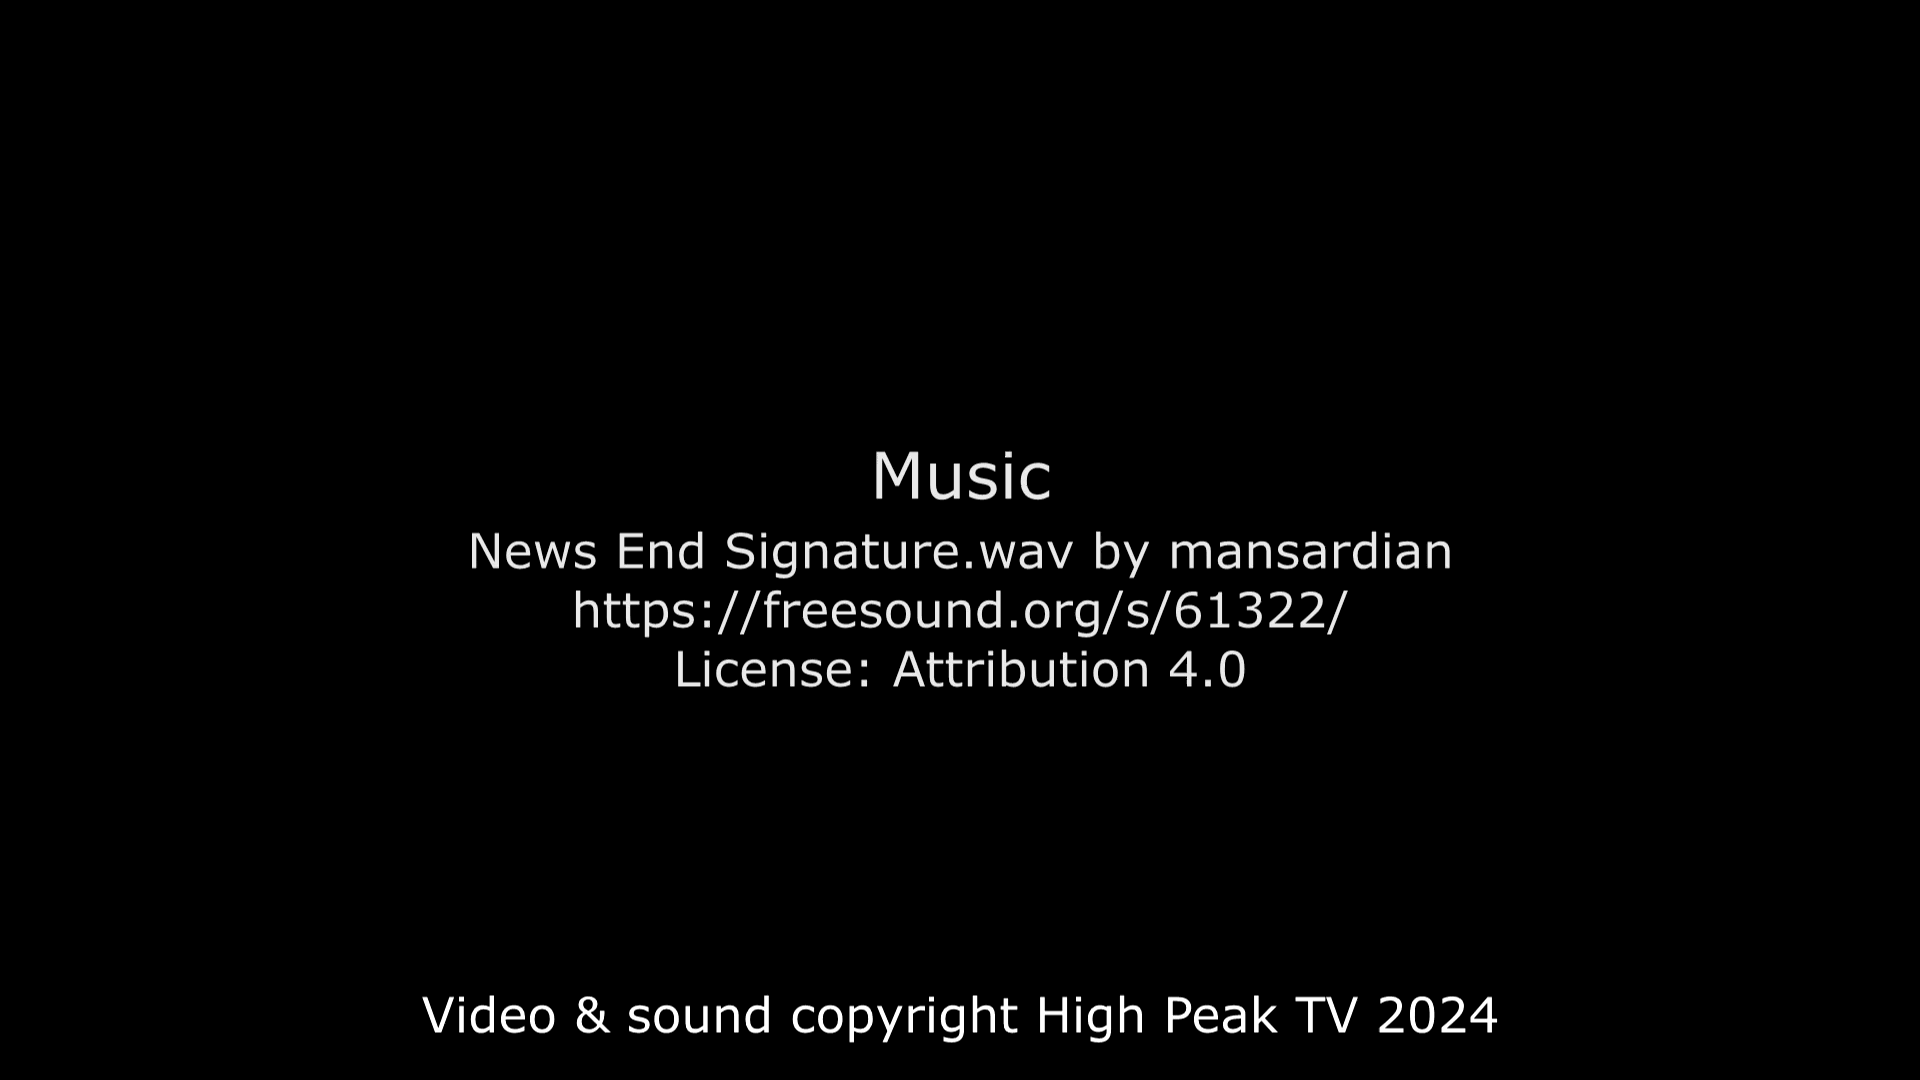 Music
News End Signature.wav by mansardian
https://freesound.org/s/61322/
License: Attribution 4.0
Video & sound copyright High Peak TV 2024